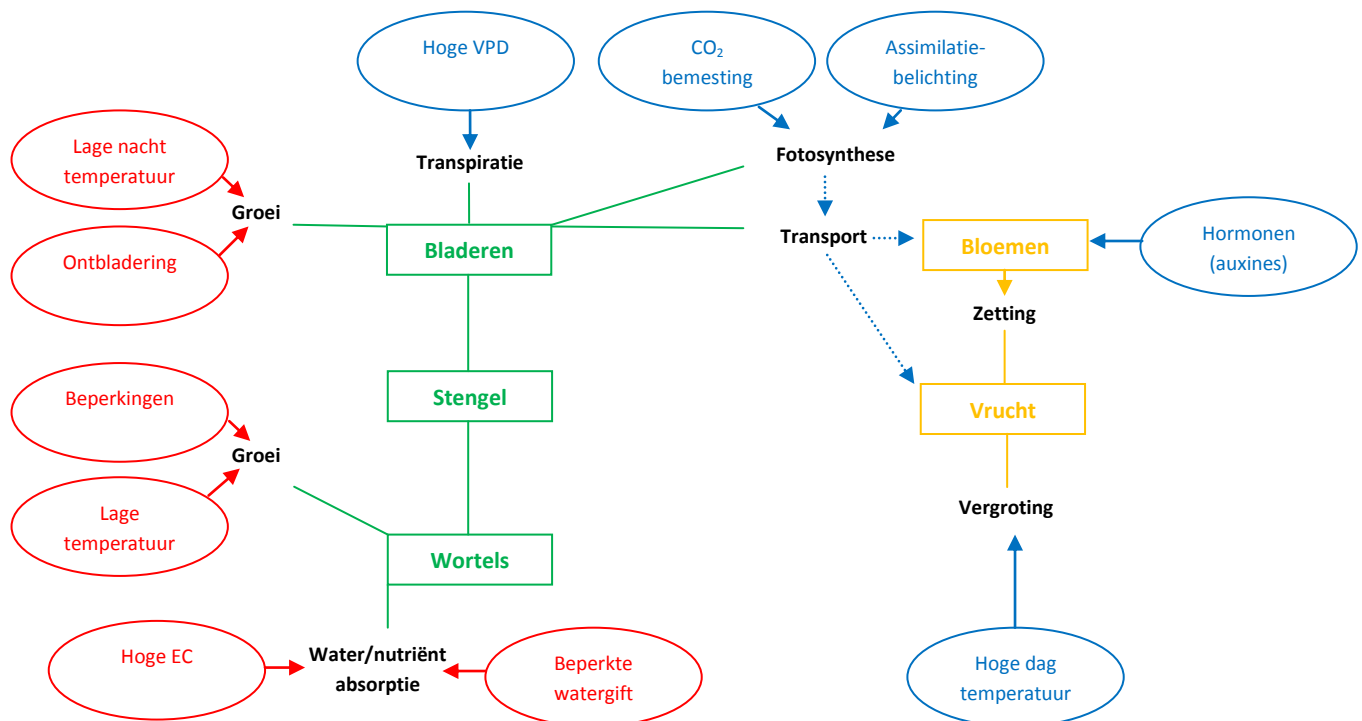 Hoge VPD
CO₂
bemesting
Assimilatie-
belichting
Lage nacht
temperatuur
Transpiratie
Fotosynthese
Groei
Ontbladering
Bladeren
Transport
Bloemen
Hormonen
(auxines)
Zetting
Beperkingen
Stengel
Vrucht
Groei
Lage
temperatuur
Vergroting
Wortels
Hoge EC
Water/nutriënt
absorptie
Beperkte
watergift
Hoge dag
temperatuur